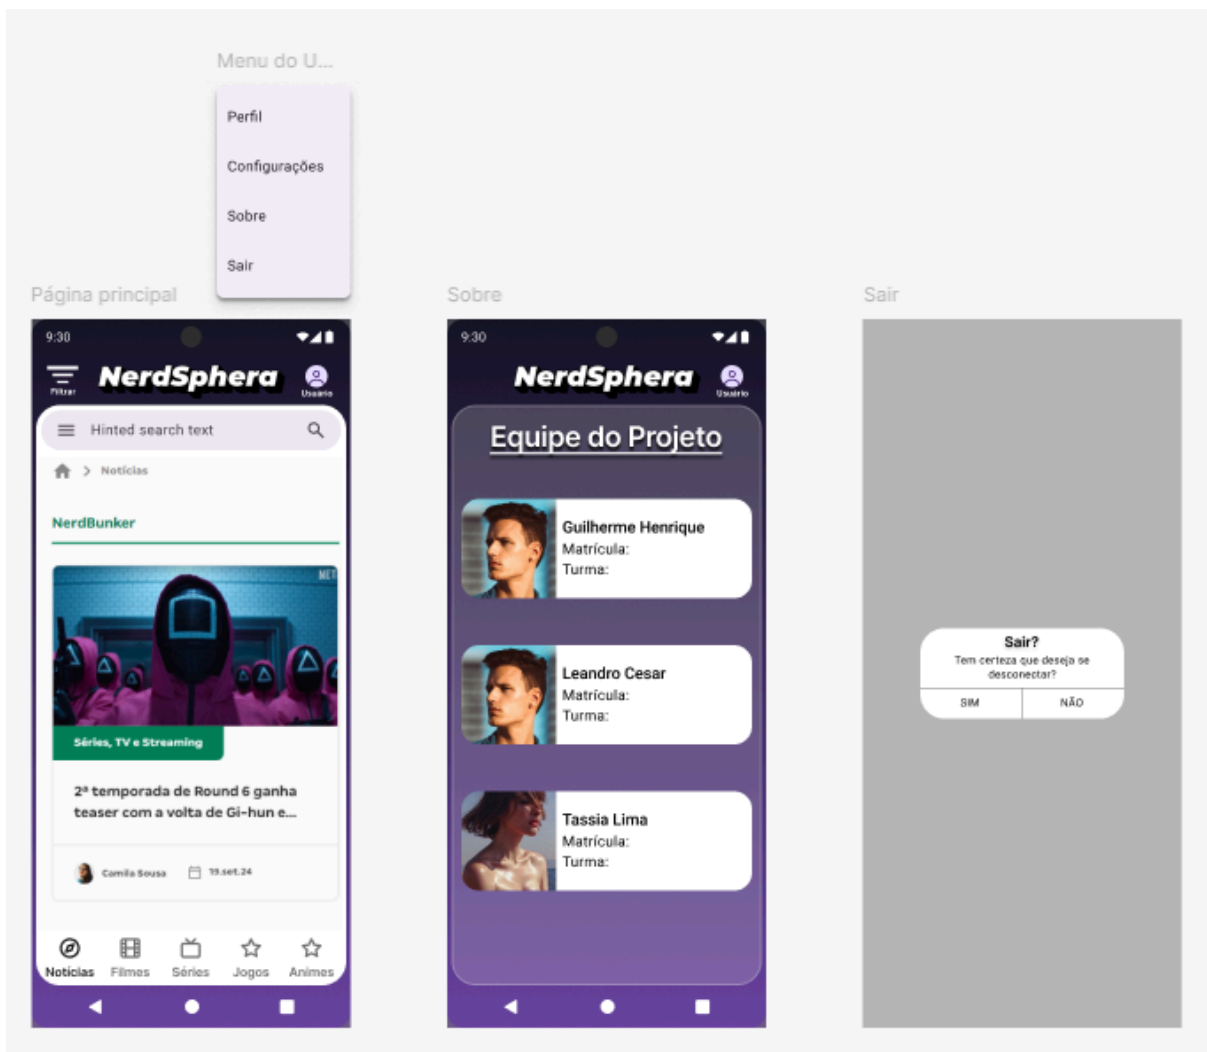 Menu do U...
Perfil
Configurações
Sobre
Sair
Página principal
9:30
Filtrar
NerdSphera
Usuário
Hinted search text
Notícias
NerdBunker
NET
Séries, TV e Streaming
2ª temporada de Round 6 ganha
teaser com a volta de Gi-hun e...
Camila Sousa
19.set.24
Notícias
Filmes
Séries
Jogos
Animes
Sobre
9:30
NerdSphera
Usuário
Equipe do Projeto
Guilherme Henrique
Matrícula:
Turma:
Leandro Cesar
Matrícula:
Turma:
Tassia Lima
Matrícula:
Turma:
Sair
Sair?
Tem certeza que deseja se
desconectar?
SIM
NÃO